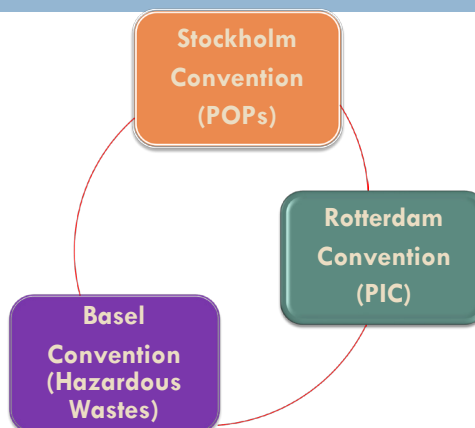 Stockholm
Convention
(POPs)
Rotterdam
Convention
(PIC)
Basel
Convention
(Hazardous
Wastes)